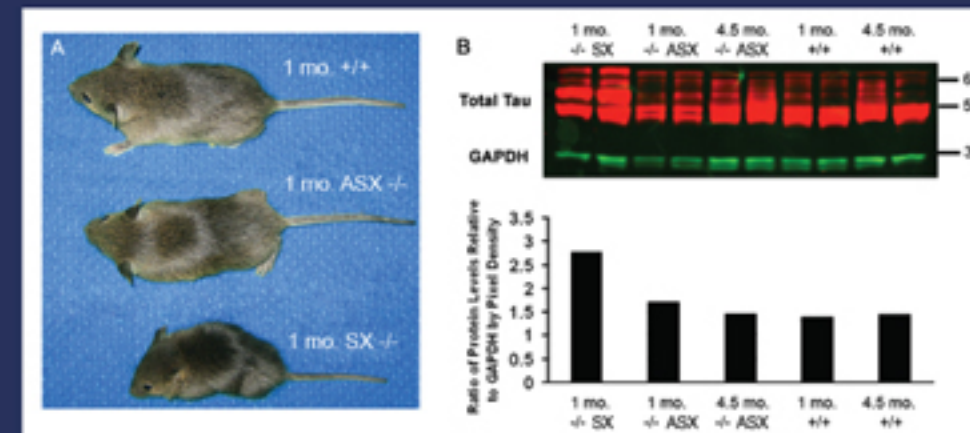 A
1 mo. +/+
1 mo. ASX -/-
1 mo. SX -/-
B
1 mo. 1 mo. 4.5 mo. 1 mo. 4.5 mo.
-/- SX -/- ASX -/- ASX +/+ +/+
Total Tau
GAPDH
6
5
3
Ratio of Protein Levels Relative
to GAPDH by Pixel Density
3.5
3
2.5
2
1.5
1
0.5
0
1 mo. 1 mo. 4.5 mo. 1 mo. 4.5 mo.
-/- SX -/- ASX -/- ASX +/+ +/+